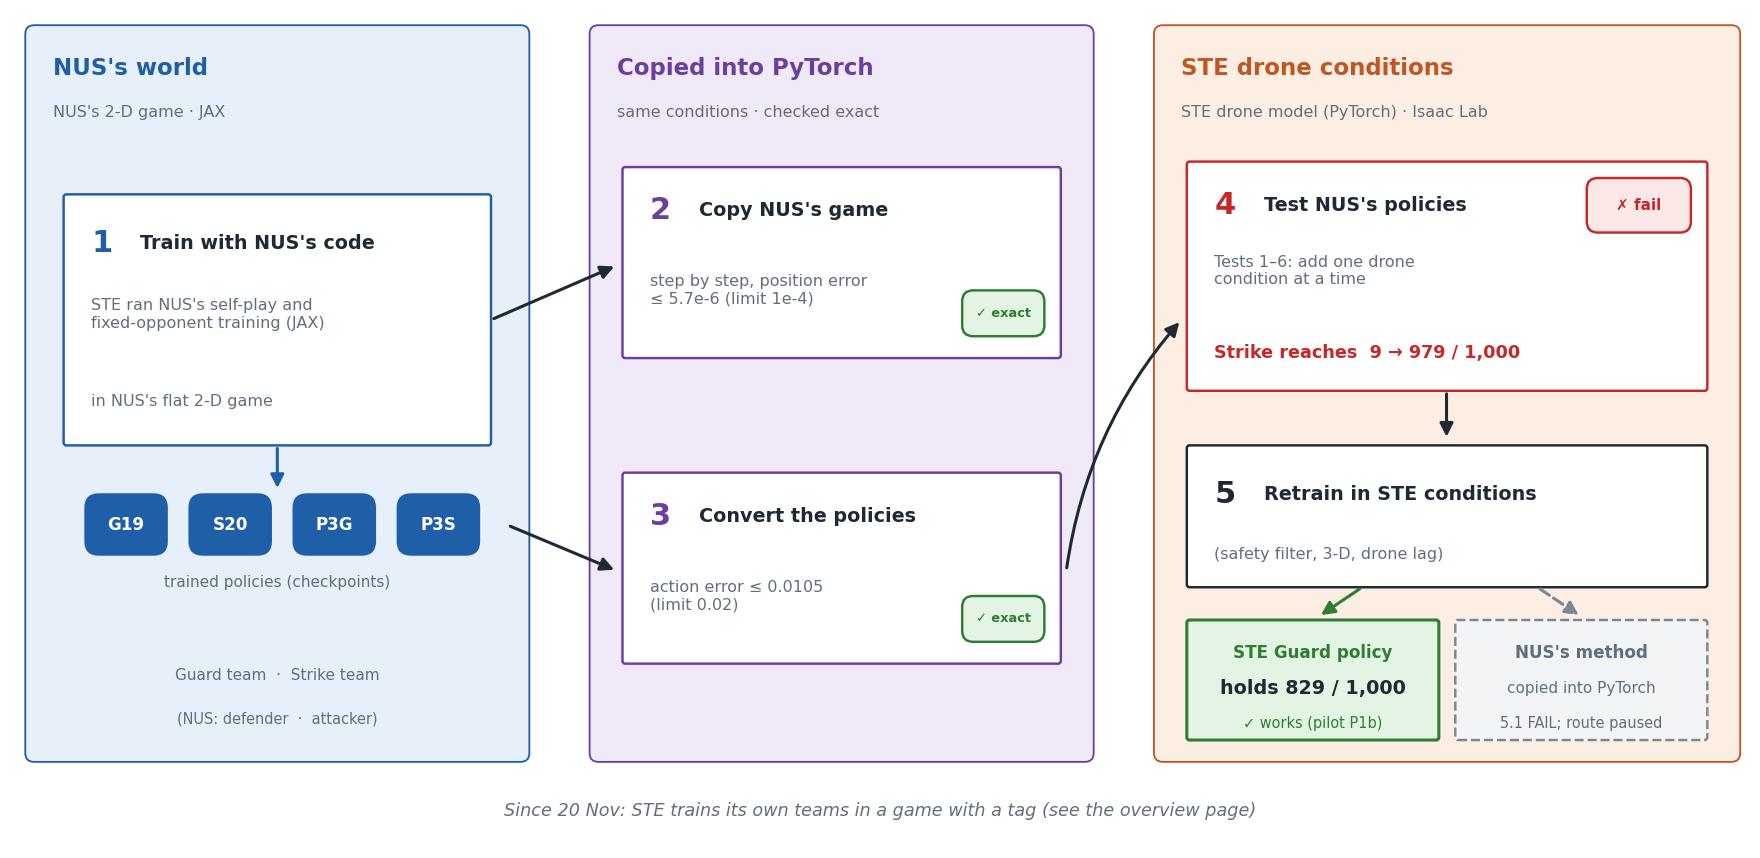 NUS's world
NUS's 2-D game · JAX
1 Train with NUS's code
STE ran NUS's self-play and
fixed-opponent training (JAX)
in NUS's flat 2-D game
G19 S20 P3G P3S
trained policies (checkpoints)
Guard team · Strike team
(NUS: defender · attacker)
Copied into PyTorch
same conditions · checked exact
2 Copy NUS's game
step by step, position error
≤ 5.7e-6 (limit 1e-4)
✓ exact
3 Convert the policies
action error ≤ 0.0105
(limit 0.02)
✓ exact
STE drone conditions
STE drone model (PyTorch) · Isaac Lab
4 Test NUS's policies
✗ fail
Tests 1–6: add one drone
condition at a time
Strike reaches 9 → 979 / 1,000
5 Retrain in STE conditions
(safety filter, 3-D, drone lag)
STE Guard policy
holds 829 / 1,000
✓ works (pilot P1b)
NUS's method
copied into PyTorch
5.1 FAIL; route paused
Since 20 Nov: STE trains its own teams in a game with a tag (see the overview page)